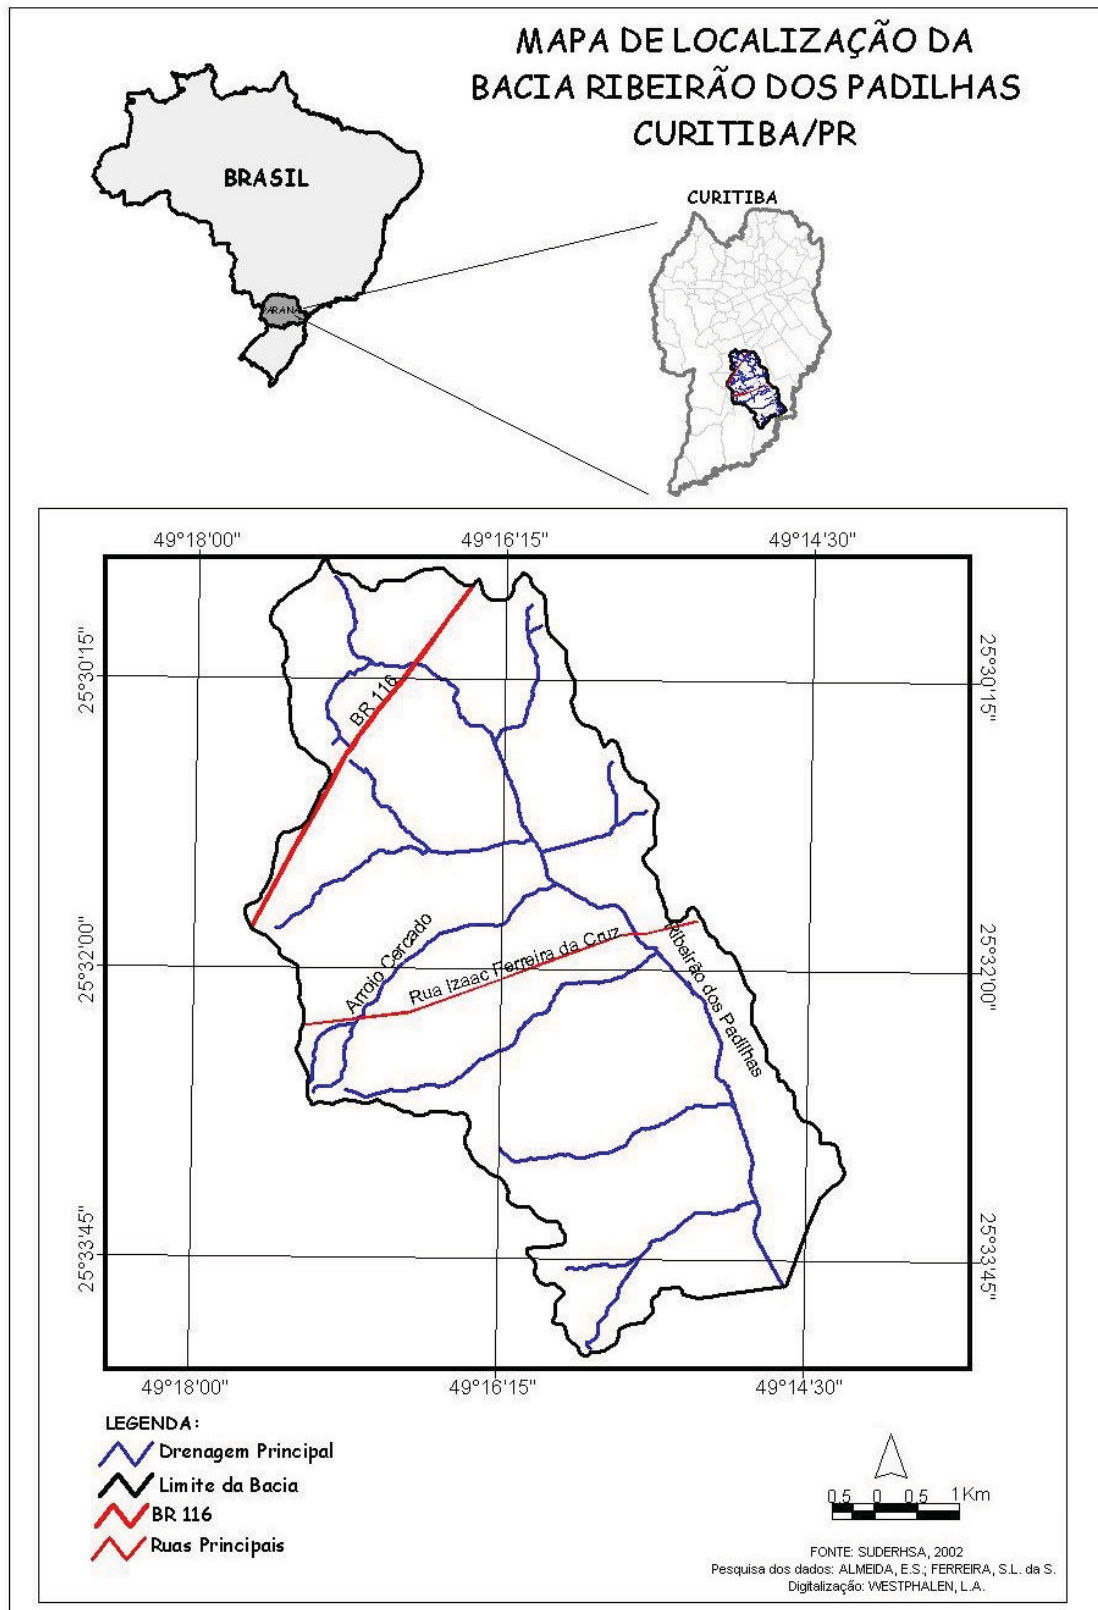 MAPA DE LOCALIZAÇÃO DA
BACIA RIBEIRÃO DOS PADILHAS
CURITIBA/PR
BRASIL
CURITIBA
PARANÁ
49°18'00" 49°16'15" 49°14'30"
25°30'15" 25°30'15"
BR 116
25°32'00" 25°32'00"
Arroio Cercado
Rua Izaac Ferreira da Cruz
Ribeirão dos Padilhas
25°33'45" 25°33'45"
49°18'00" 49°16'15" 49°14'30"
LEGENDA:
Drenagem Principal
Limite da Bacia
BR 116
Ruas Principais
0.5 0 0.5 1 Km
FONTE: SUDERHSA, 2002
Pesquisa dos dados: ALMEIDA, E.S.; FERREIRA, S.L. da S.
Digitalização: WESTPHALEN, L.A.